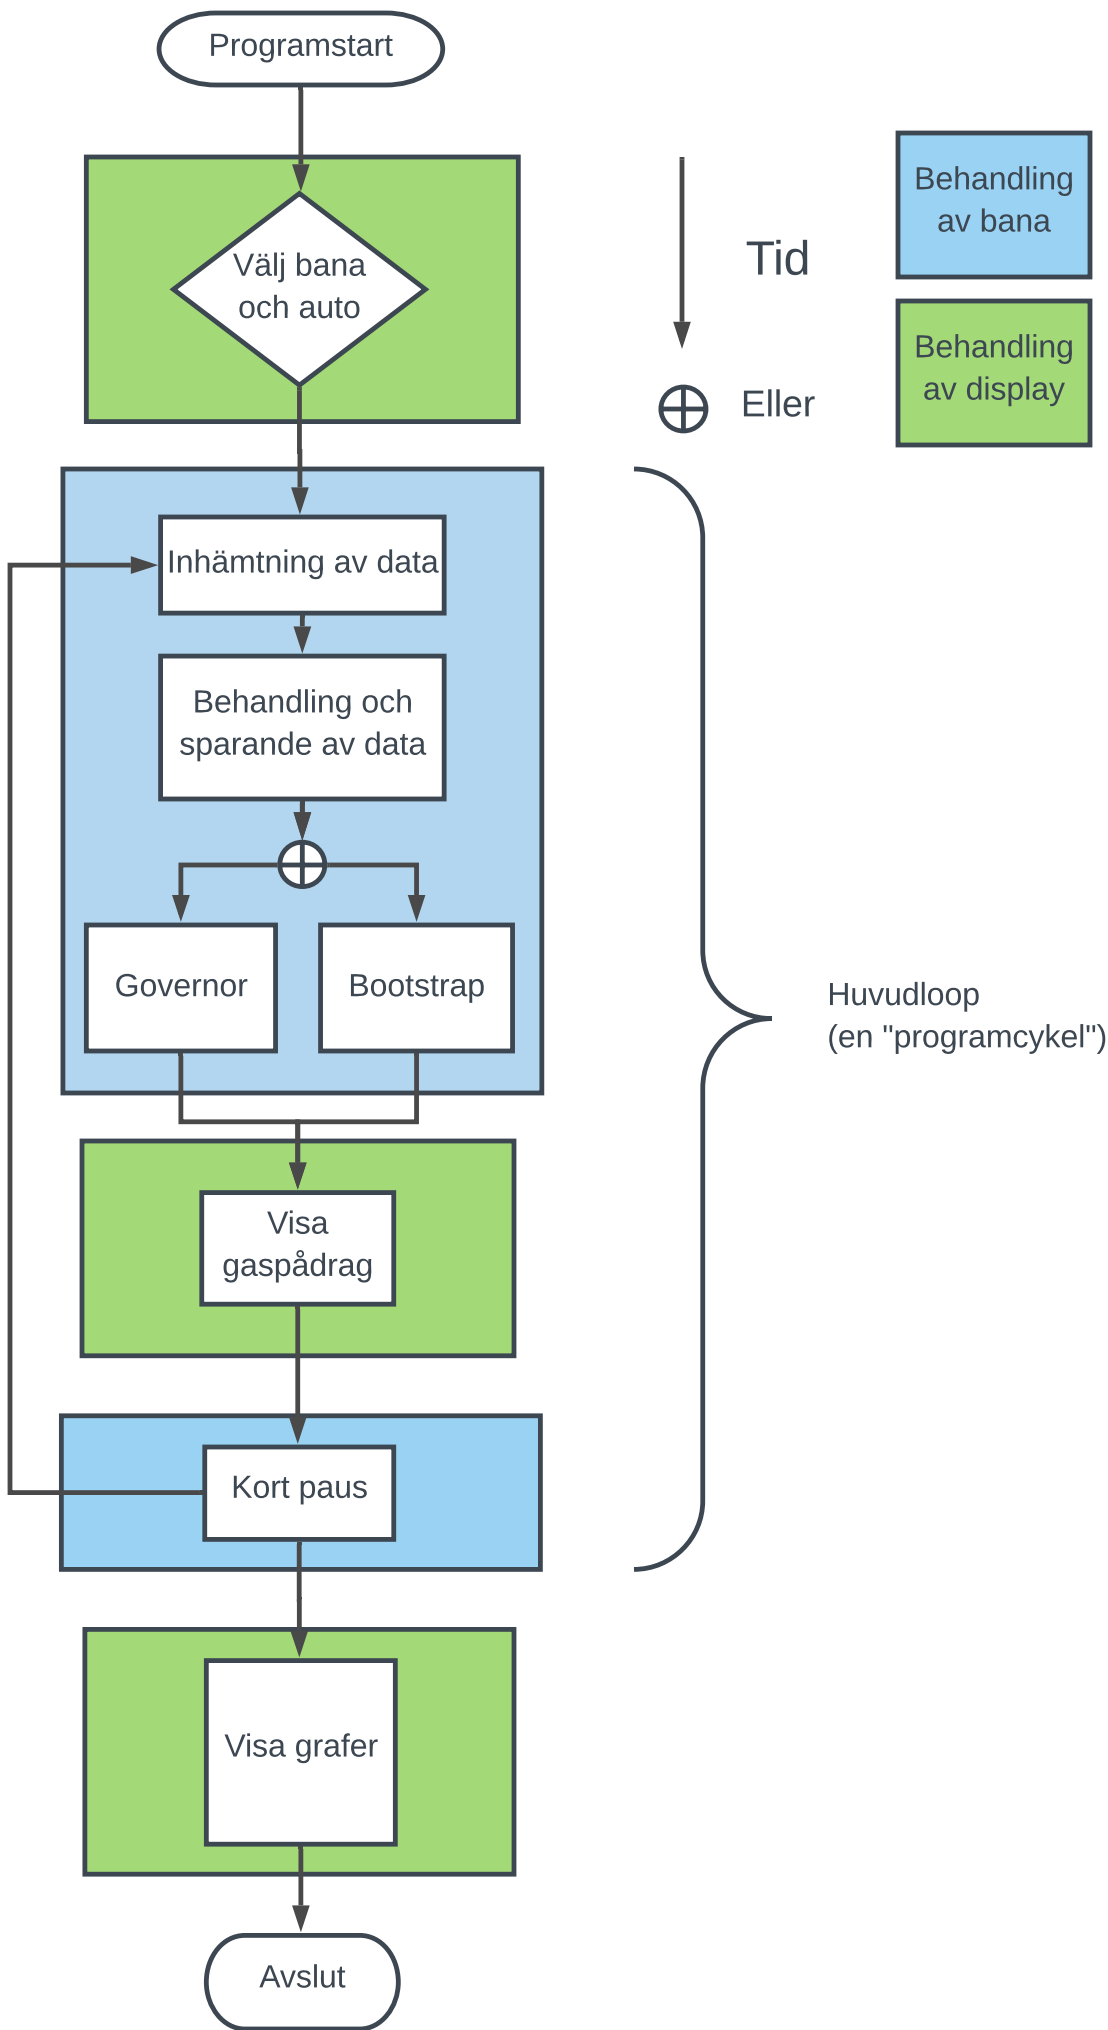 Programstart
Välj bana
och auto
Tid
Eller
Behandling
av bana
Behandling
av display
Inhämtning av data
Behandling och
sparande av data
Governor
Bootstrap
Huvudloop
(en "programcykel")
Visa
gaspådrag
Kort paus
Visa grafer
Avslut